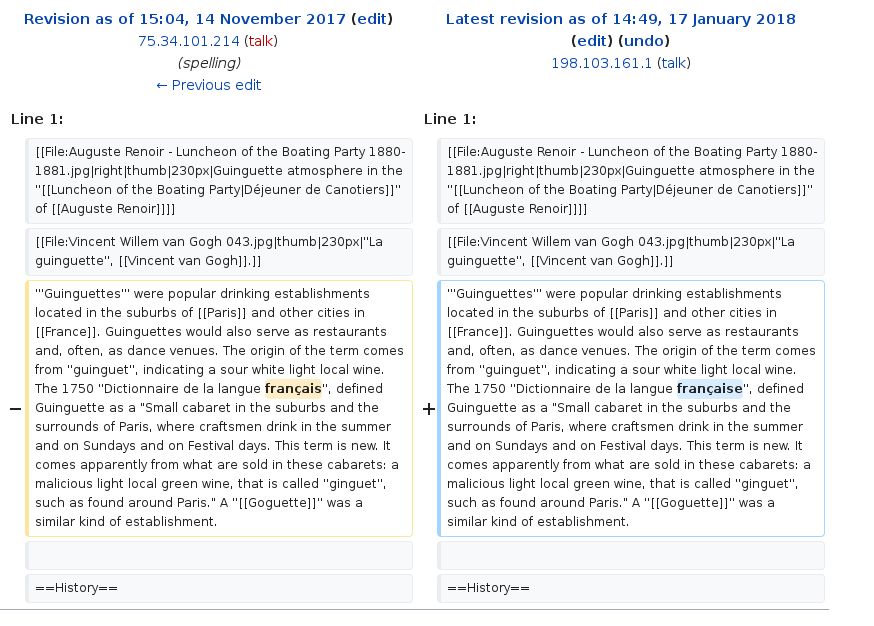 Revision as of 15:04, 14 November 2017 (edit)
75.34.101.214 (talk)
(spelling)
← Previous edit
Latest revision as of 14:49, 17 January 2018
(edit) (undo)
198.103.161.1 (talk)
Line 1:
[[File:Auguste Renoir - Luncheon of the Boating Party 1880-
1881.jpg|right|thumb|230px|Guinguette atmosphere in the
''[[Luncheon of the Boating Party|Déjeuner de Canotiers]]''
of [[Auguste Renoir]]]]
[[File:Vincent Willem van Gogh 043.jpg|thumb|230px|''La
guinguette'', [[Vincent van Gogh]].]]
− '''Guinguettes''' were popular drinking establishments
located in the suburbs of [[Paris]] and other cities in
[[France]]. Guinguettes would also serve as restaurants
and, often, as dance venues. The origin of the term comes
from ''guinguet'', indicating a sour white light local wine.
The 1750 ''Dictionnaire de la langue français'', defined
Guinguette as a "Small cabaret in the suburbs and the
surrounds of Paris, where craftsmen drink in the summer
and on Sundays and on Festival days. This term is new. It
comes apparently from what are sold in these cabarets: a
malicious light local green wine, that is called ''ginguet'',
such as found around Paris." A ''[[Goguette]]'' was a
similar kind of establishment.
==History==
Line 1:
[[File:Auguste Renoir - Luncheon of the Boating Party 1880-
1881.jpg|right|thumb|230px|Guinguette atmosphere in the
''[[Luncheon of the Boating Party|Déjeuner de Canotiers]]''
of [[Auguste Renoir]]]]
[[File:Vincent Willem van Gogh 043.jpg|thumb|230px|''La
guinguette'', [[Vincent van Gogh]].]]
+ '''Guinguettes''' were popular drinking establishments
located in the suburbs of [[Paris]] and other cities in
[[France]]. Guinguettes would also serve as restaurants
and, often, as dance venues. The origin of the term comes
from ''guinguet'', indicating a sour white light local wine.
The 1750 ''Dictionnaire de la langue française'', defined
Guinguette as a "Small cabaret in the suburbs and the
surrounds of Paris, where craftsmen drink in the summer
and on Sundays and on Festival days. This term is new. It
comes apparently from what are sold in these cabarets: a
malicious light local green wine, that is called ''ginguet'',
such as found around Paris." A ''[[Goguette]]'' was a
similar kind of establishment.
==History==